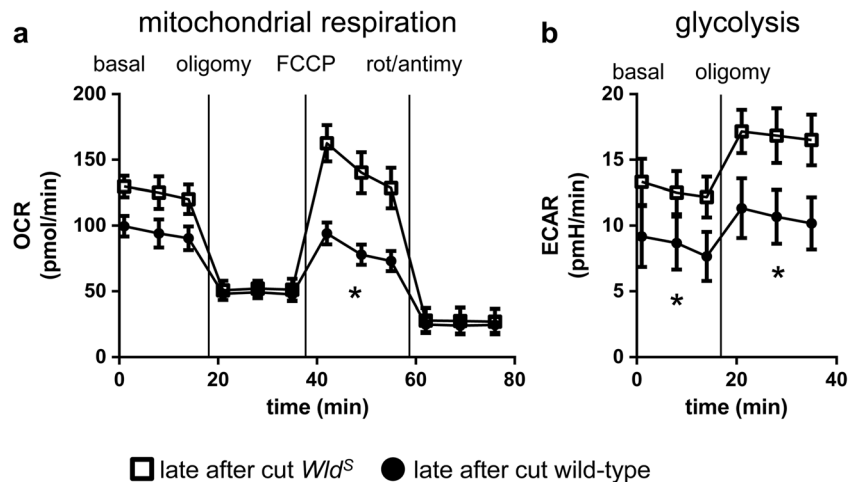 a
mitochondrial respiration
basal oligomy FCCP rot/antimy
200
150
100
50
0
OCR
(pmol/min)
*
0 20 40 60 80
time (min)
b
glycolysis
basal oligomy
20
15
10
5
0
ECAR
(pmH/min)
* *
0 20 40
time (min)
late after cut Wldˢ late after cut wild-type